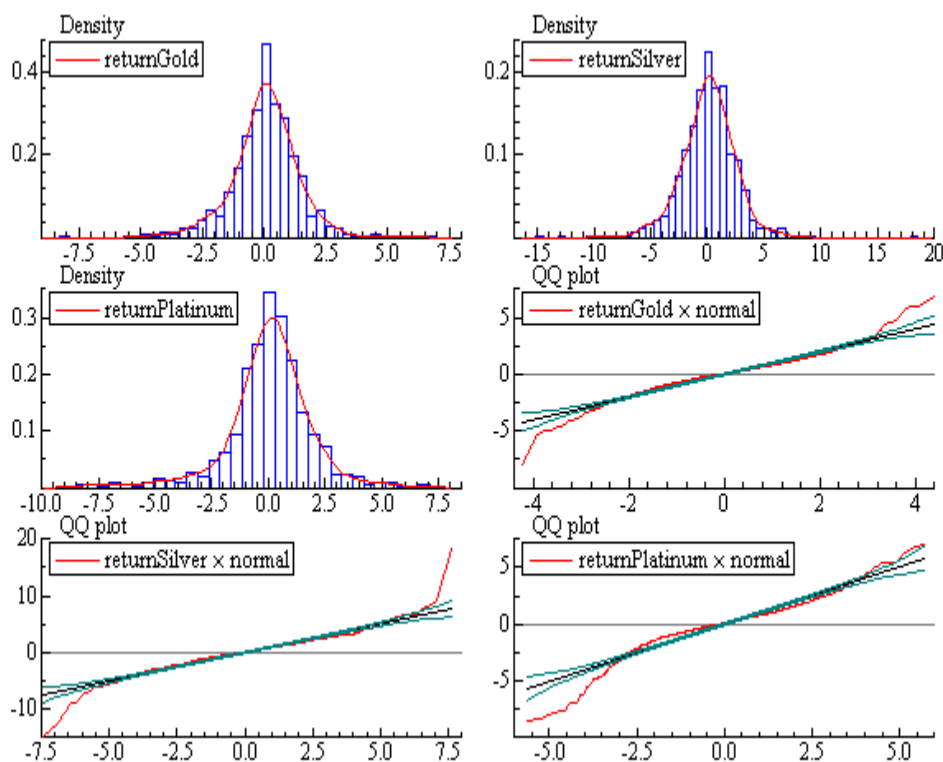 Density
Density
returnGold
returnSilver
0.4
0.2
0.2
0.1
-7.5 -5.0 -2.5 0.0 2.5 5.0 7.5
-15 -10 -5 0 5 10 15 20
Density
QQ plot
returnPlatinum
returnGold × normal
0.3
0.2
0.1
5
0
-5
-10.0 -7.5 -5.0 -2.5 0.0 2.5 5.0 7.5
-4 -2 0 2 4
QQ plot
QQ plot
returnSilver × normal
returnPlatinum × normal
20
10
0
-10
5
0
-5
-7.5 -5.0 -2.5 0.0 2.5 5.0 7.5
-5.0 -2.5 0.0 2.5 5.0